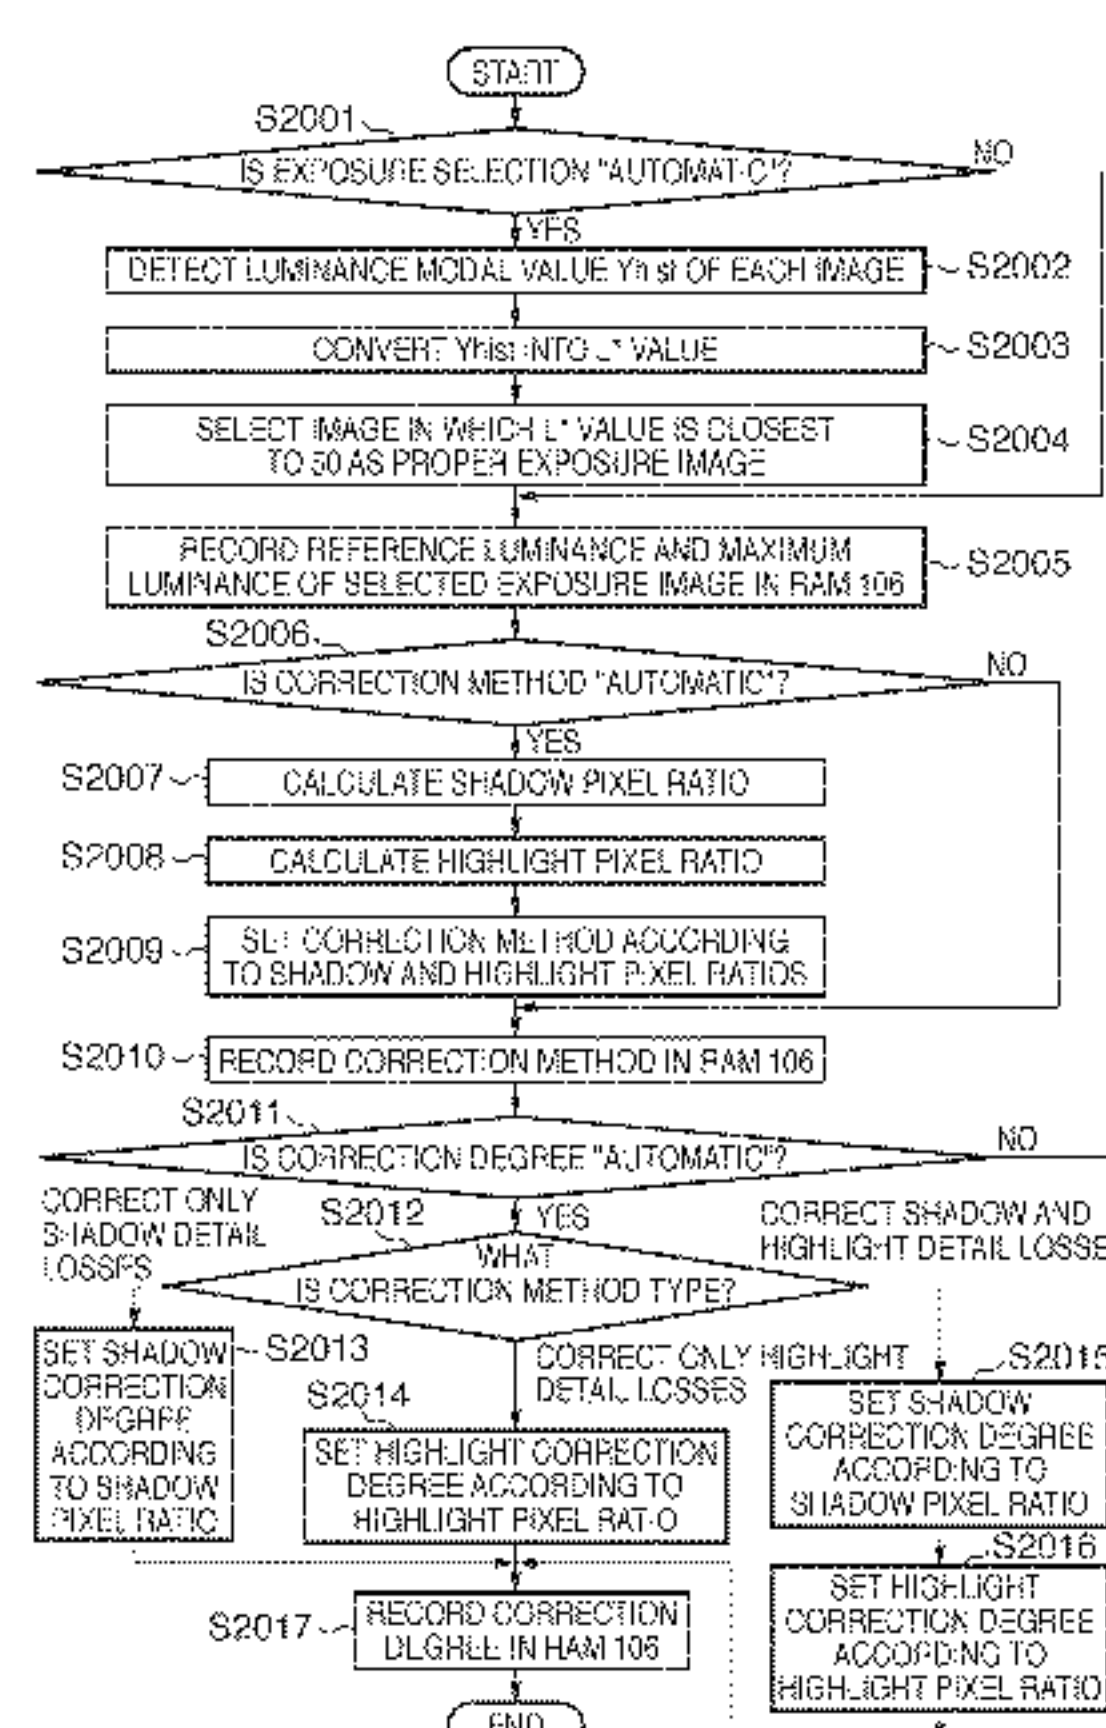 START
S2001
IS EXPOSURE SELECTION "AUTOMATIC"?
NO
YES
DETECT LUMINANCE MODAL VALUE Yhist OF EACH IMAGE
S2002
CONVERT Yhist INTO L* VALUE
S2003
SELECT IMAGE IN WHICH L* VALUE IS CLOSEST
TO 50 AS PROPER EXPOSURE IMAGE
S2004
RECORD REFERENCE LUMINANCE AND MAXIMUM
LUMINANCE OF SELECTED EXPOSURE IMAGE IN RAM 106
S2005
S2006
IS CORRECTION METHOD "AUTOMATIC"?
NO
YES
S2007
CALCULATE SHADOW PIXEL RATIO
S2008
CALCULATE HIGHLIGHT PIXEL RATIO
S2009
SET CORRECTION METHOD ACCORDING
TO SHADOW AND HIGHLIGHT PIXEL RATIOS
S2010
RECORD CORRECTION METHOD IN RAM 106
S2011
IS CORRECTION DEGREE "AUTOMATIC"?
NO
YES
CORRECT ONLY
SHADOW DETAIL
LOSSES
S2012
WHAT
IS CORRECTION METHOD TYPE?
CORRECT SHADOW AND
HIGHLIGHT DETAIL LOSSE
SET SHADOW
CORRECTION
DEGREE
ACCORDING
TO SHADOW
PIXEL RATIO
S2013
CORRECT ONLY HIGHLIGHT
DETAIL LOSSES
S2014
SET HIGHLIGHT CORRECTION
DEGREE ACCORDING TO
HIGHLIGHT PIXEL RATIO
S2015
SET SHADOW
CORRECTION DEGREE
ACCORDING TO
SHADOW PIXEL RATIO
S2016
SET HIGHLIGHT
CORRECTION DEGREE
ACCORDING TO
HIGHLIGHT PIXEL RATIO
S2017
RECORD CORRECTION
DEGREE IN RAM 106
END